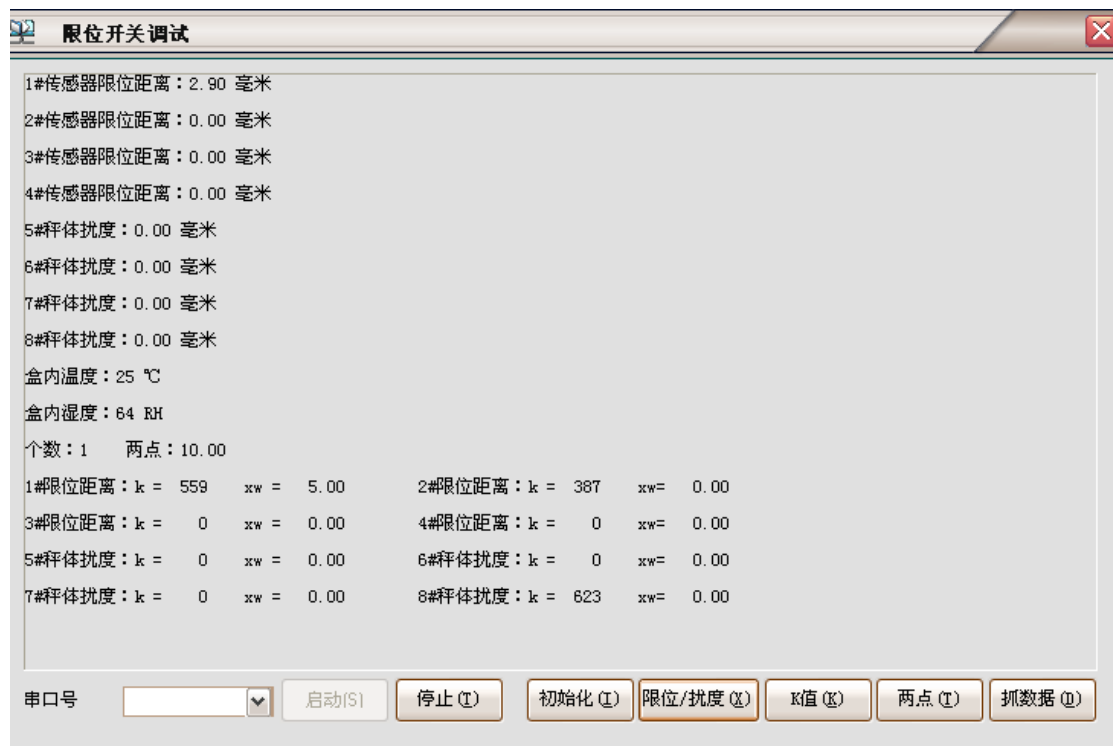 限位开关调试
1#传感器限位距离：2.90 毫米
2#传感器限位距离：0.00 毫米
3#传感器限位距离：0.00 毫米
4#传感器限位距离：0.00 毫米
5#秤体扰度：0.00 毫米
6#秤体扰度：0.00 毫米
7#秤体扰度：0.00 毫米
8#秤体扰度：0.00 毫米
盒内温度：25 ℃
盒内湿度：64 RH
个数：1 两点：10.00
1#限位距离：k = 559 xw = 5.00 2#限位距离：k = 387 xw= 0.00
3#限位距离：k = 0 xw = 0.00 4#限位距离：k = 0 xw= 0.00
5#秤体扰度：k = 0 xw = 0.00 6#秤体扰度：k = 0 xw= 0.00
7#秤体扰度：k = 0 xw = 0.00 8#秤体扰度：k = 623 xw= 0.00
串口号 启动(S) 停止(T) 初始化(I) 限位/扰度(X) K值(K) 两点(T) 抓数据(D)